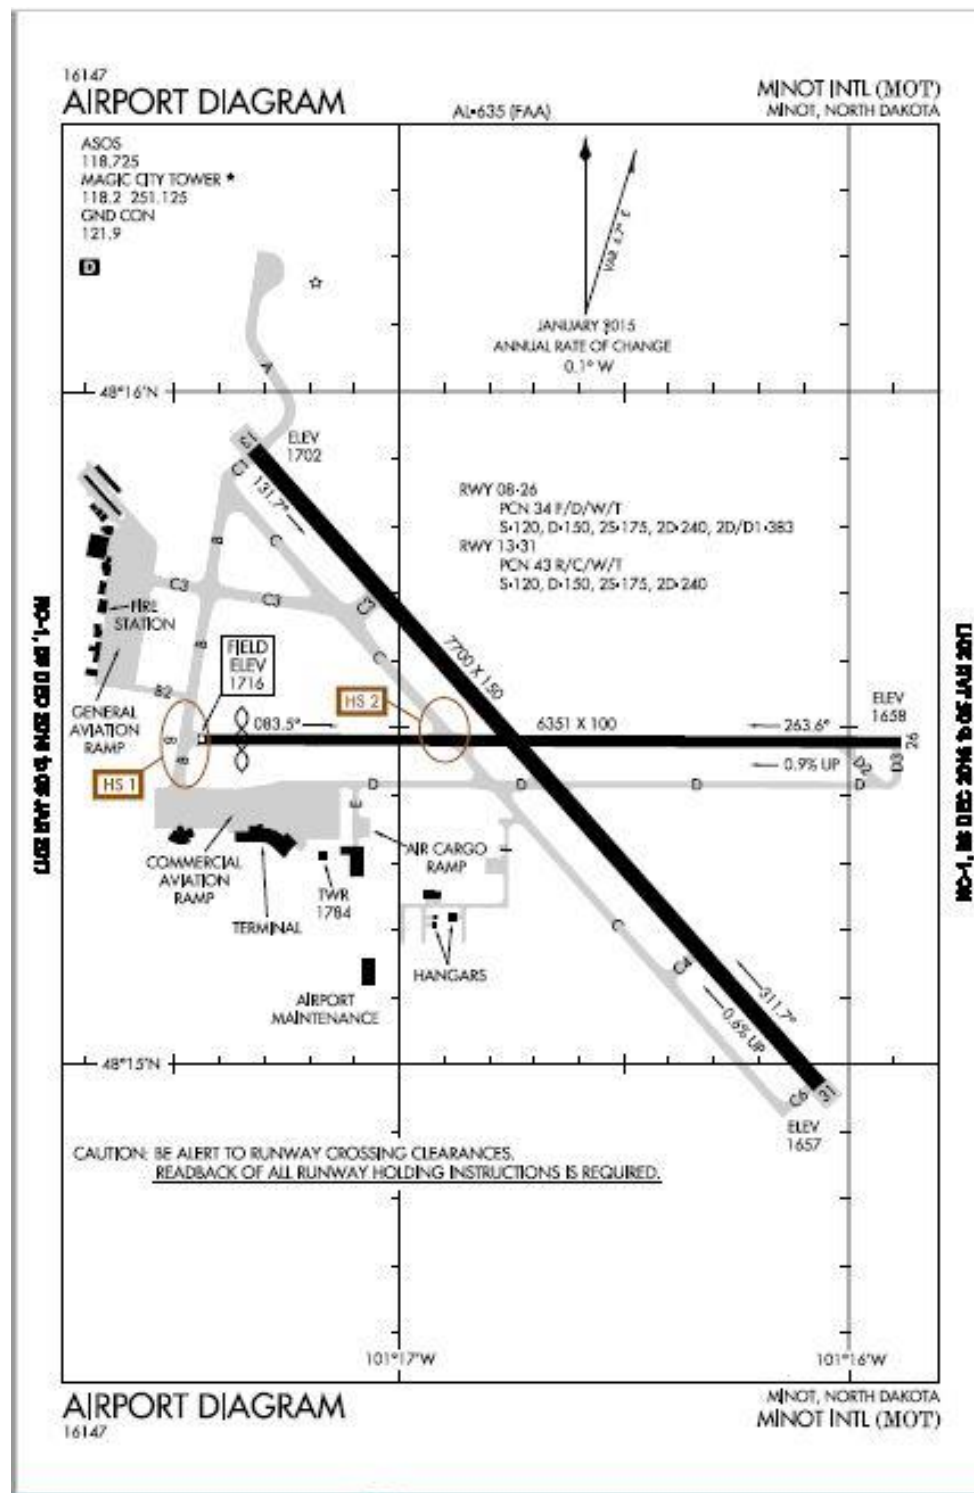 16147
AIRPORT DIAGRAM
AL-635 (FAA)
MINOT INTL (MOT)
MINOT, NORTH DAKOTA
ASOS
118.725
MAGIC CITY TOWER ★
118.2 251.125
GND CON
121.9
D
VAR 6.7° E
JANUARY 2015
ANNUAL RATE OF CHANGE
0.1° W
A
48°16'N
13
ELEV
1702
C1
131.7°
RWY 08-26
PCN 34 F/D/W/T
S-120, D-150, 2S-175, 2D-240, 2D/D1-383
RWY 13-31
PCN 43 R/C/W/T
S-120, D-150, 2S-175, 2D-240
B
C
C3
C3
C3
FIRE
STATION
B
C
7700 X 150
FIELD
ELEV
1716
B2
HS 2
GENERAL
AVIATION
RAMP
8
083.5°
6351 X 100
263.6°
ELEV
1658
26
0.9% UP
B
HS 1
D
D
D
D2
D
D3
E
COMMERCIAL
AVIATION
RAMP
AIR CARGO
RAMP
TWR
1784
TERMINAL
HANGARS
C
C4
AIRPORT
MAINTENANCE
311.7°
0.6% UP
48°15'N
C6
31
ELEV
1657
CAUTION: BE ALERT TO RUNWAY CROSSING CLEARANCES.
READBACK OF ALL RUNWAY HOLDING INSTRUCTIONS IS REQUIRED.
101°17'W
101°16'W
AIRPORT DIAGRAM
16147
MINOT, NORTH DAKOTA
MINOT INTL (MOT)